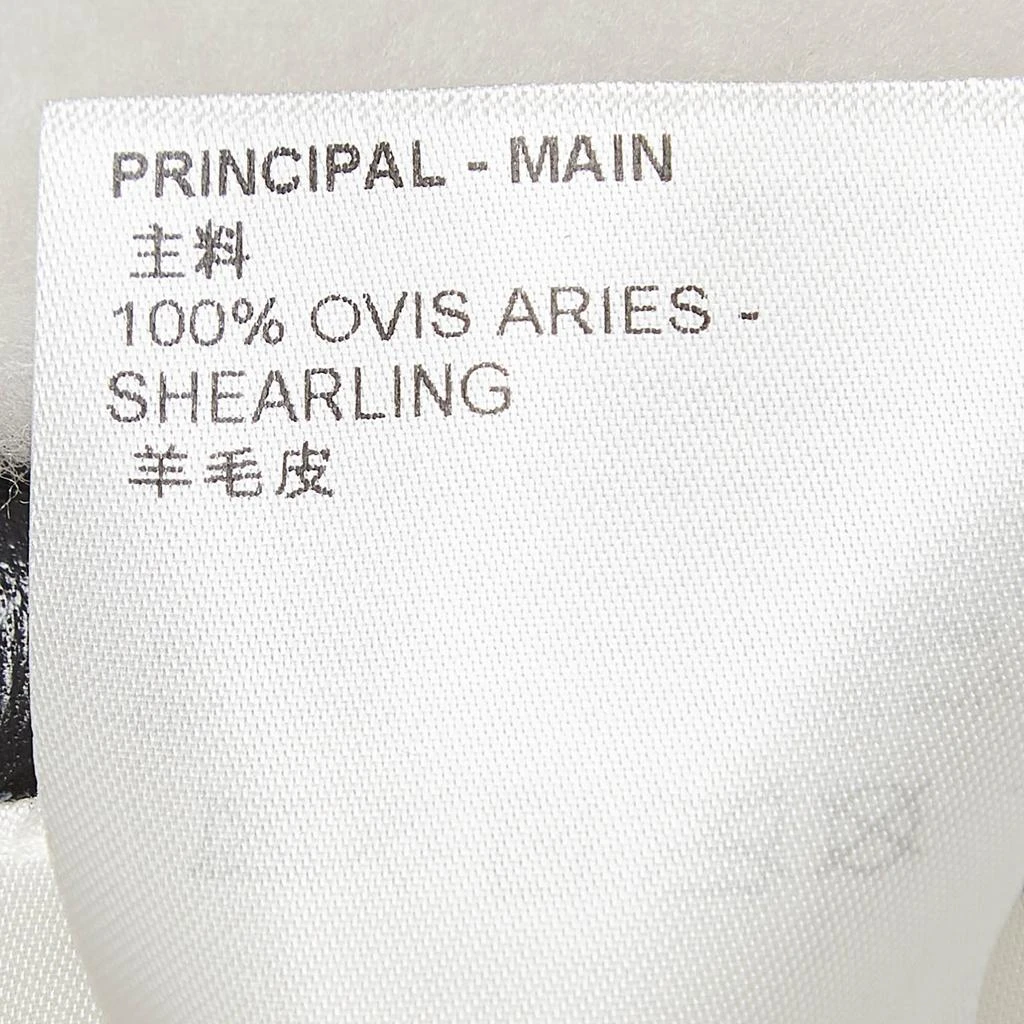 PRINCIPAL - MAIN
主料
100% OVIS ARIES -
SHEARLING
羊毛皮